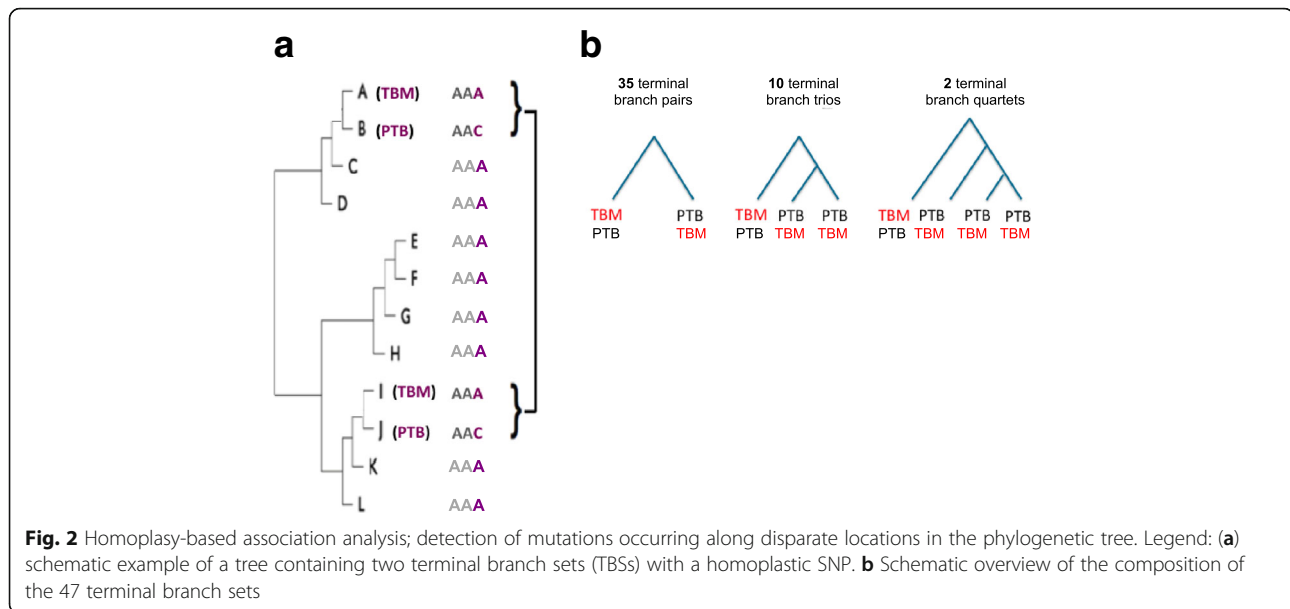 a
A (TBM) AAA
B (PTB) AAC
C AAA
D AAA
E AAA
F AAA
G AAA
H AAA
I (TBM) AAA
J (PTB) AAC
K AAA
L AAA
b
35 terminal
branch pairs
10 terminal
branch trios
2 terminal
branch quartets
TBM PTB
PTB TBM
TBM PTB PTB
PTB TBM TBM
TBM PTB PTB PTB
PTB TBM TBM TBM
Fig. 2 Homoplasy-based association analysis; detection of mutations occurring along disparate locations in the phylogenetic tree. Legend: (a)
schematic example of a tree containing two terminal branch sets (TBSs) with a homoplastic SNP. b Schematic overview of the composition of
the 47 terminal branch sets